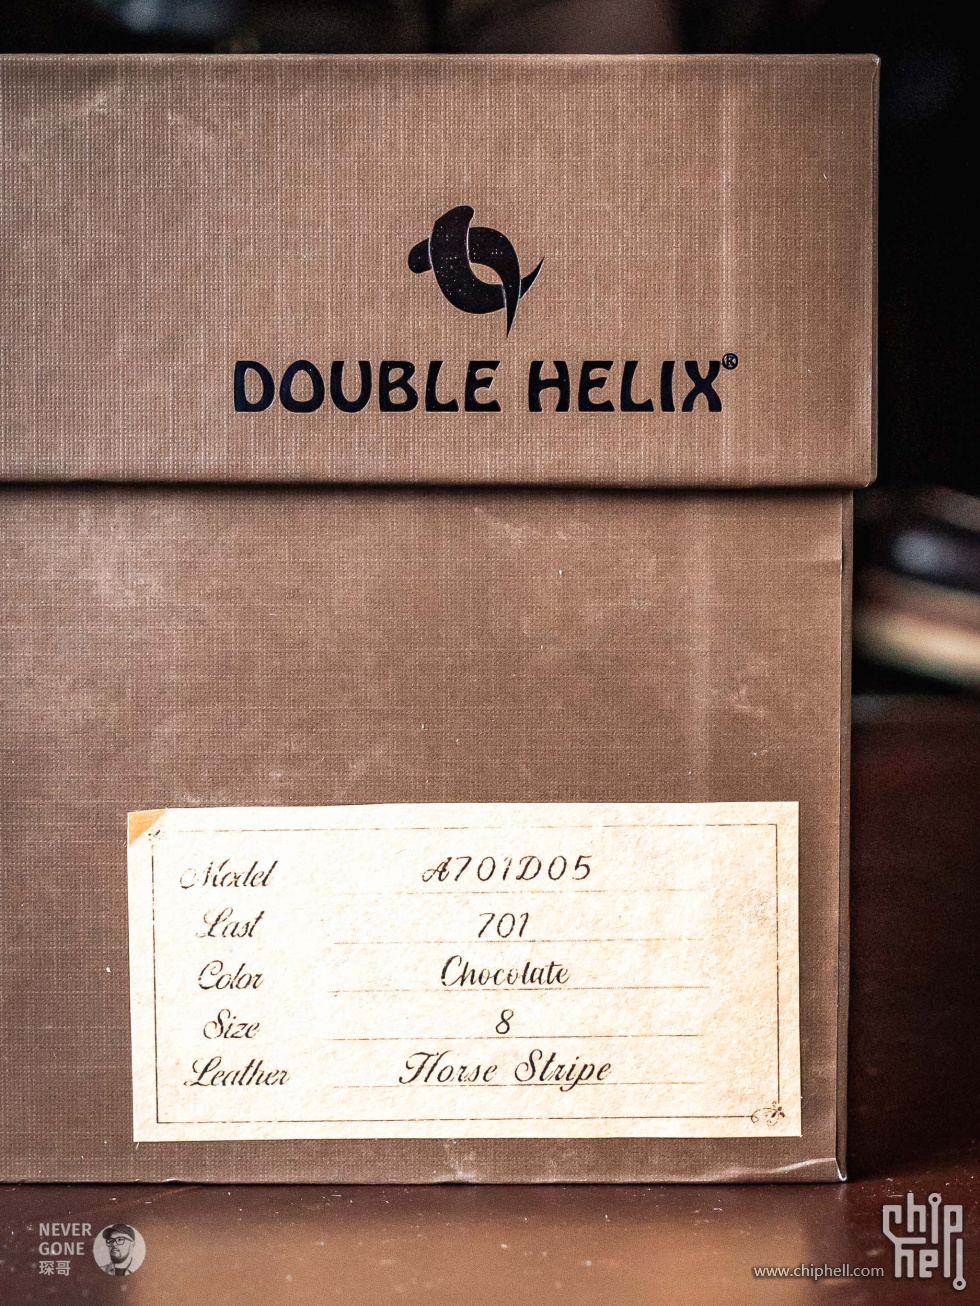 DOUBLE HELIX®
Model A701D05
Last 701
Color Chocolate
Size 8
Leather Horse Stripe
NEVER
GONE
琛哥
chip
hell
www.chiphell.com